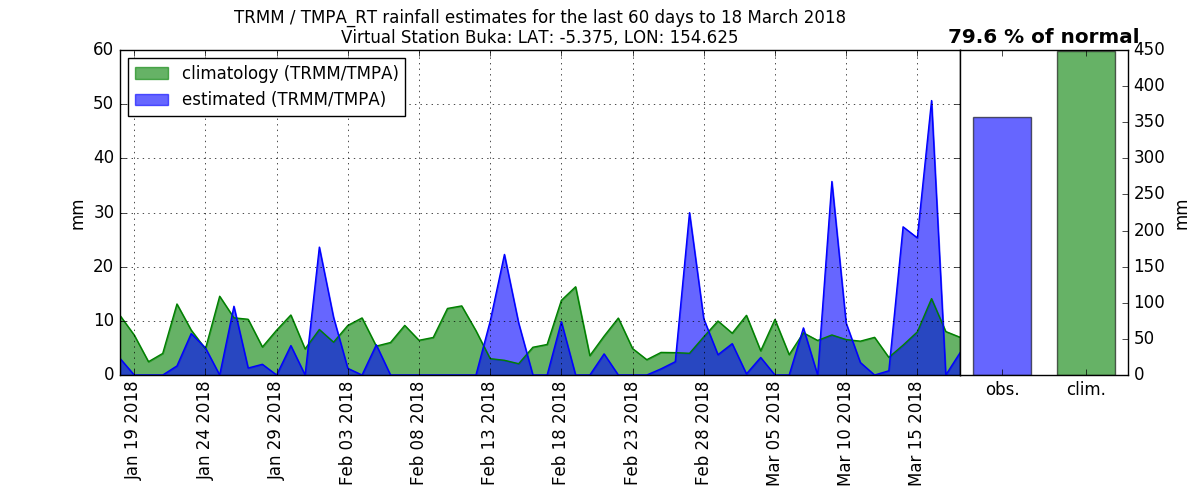 TRMM / TMPA_RT rainfall estimates for the last 60 days to 18 March 2018
Virtual Station Buka: LAT: -5.375, LON: 154.625
79.6 % of normal
climatology (TRMM/TMPA)
estimated (TRMM/TMPA)
60
50
40
30
20
10
0
mm
Jan 19 2018
Jan 24 2018
Jan 29 2018
Feb 03 2018
Feb 08 2018
Feb 13 2018
Feb 18 2018
Feb 23 2018
Feb 28 2018
Mar 05 2018
Mar 10 2018
Mar 15 2018
450
400
350
300
250
200
150
100
50
0
mm
obs.
clim.